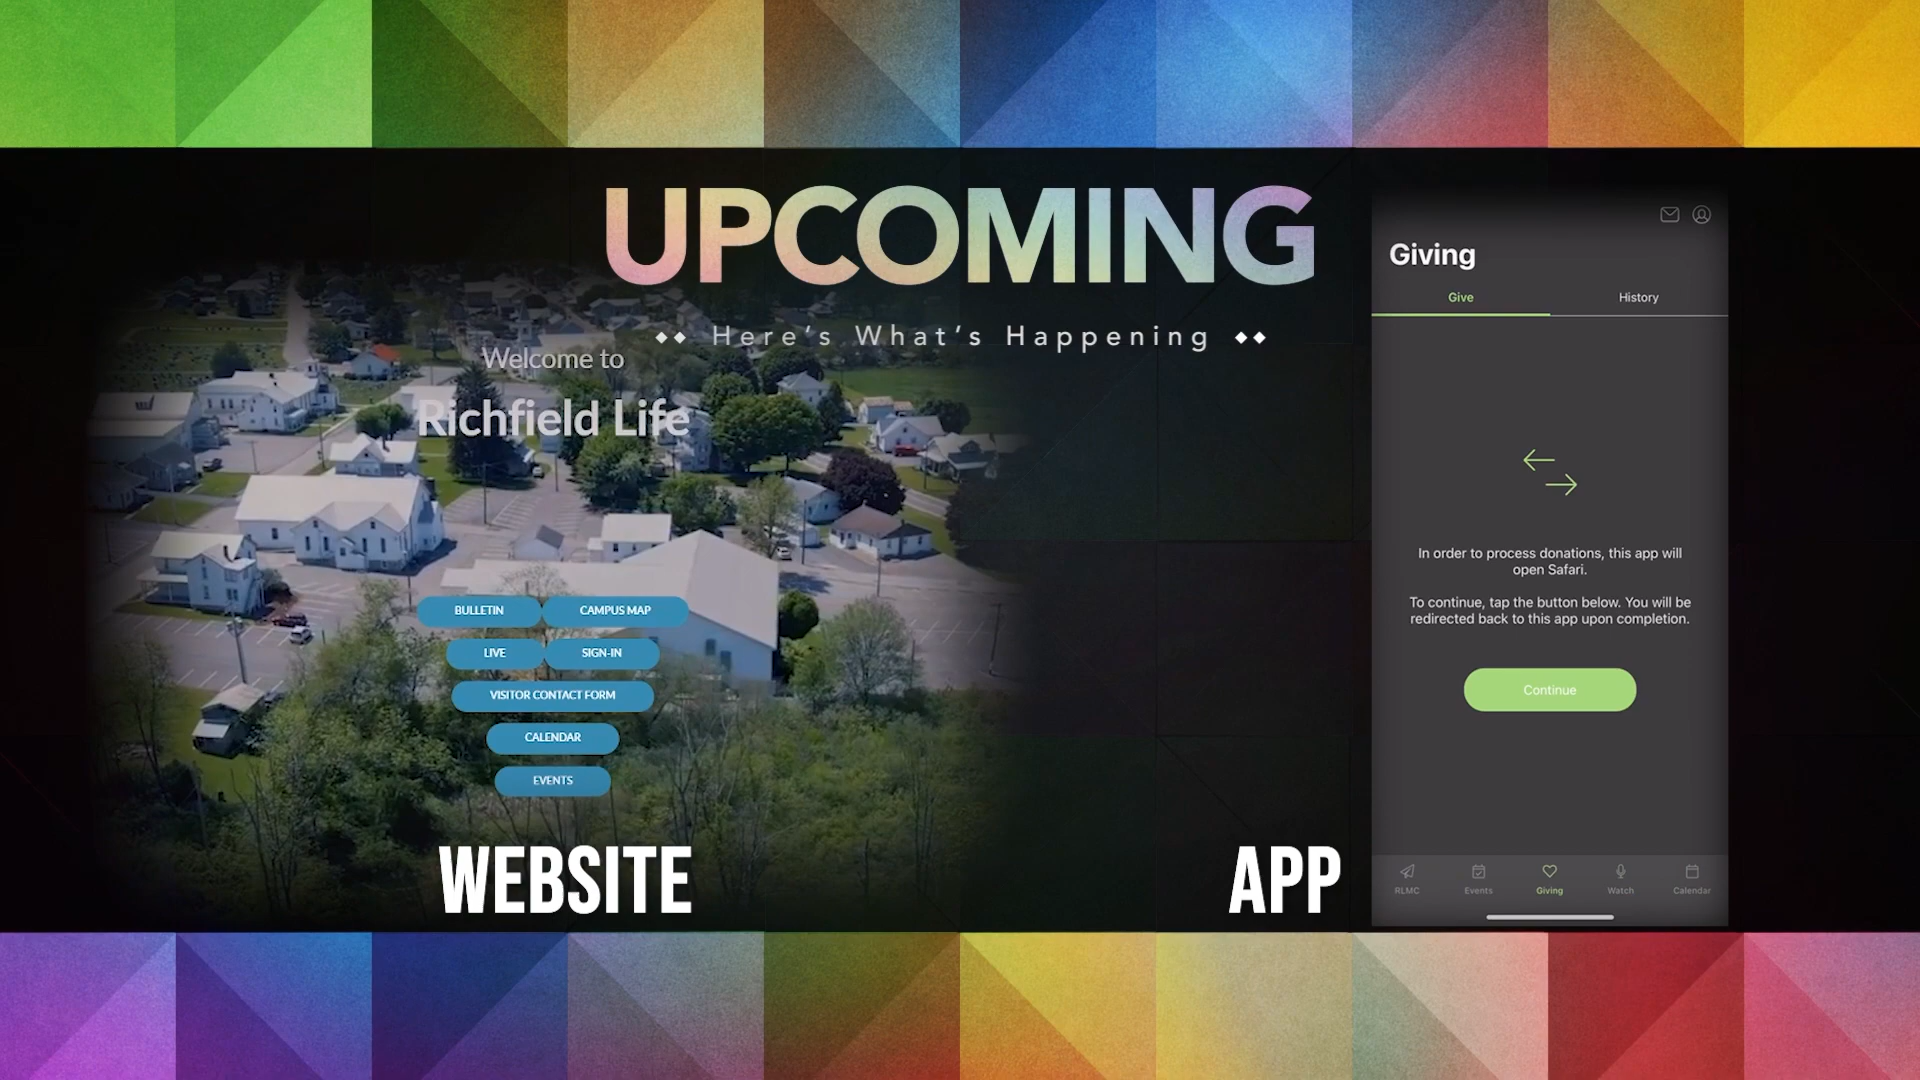 UPCOMING
Here's What's Happening
Welcome to
Richfield Life
BULLETIN
CAMPUS MAP
LIVE
SIGN-IN
VISITOR CONTACT FORM
CALENDAR
EVENTS
WEBSITE
APP
Giving
Give
History
In order to process donations, this app will
open Safari.
To continue, tap the button below. You will be
redirected back to this app upon completion.
Continue
RLMC
Events
Giving
Watch
Calendar